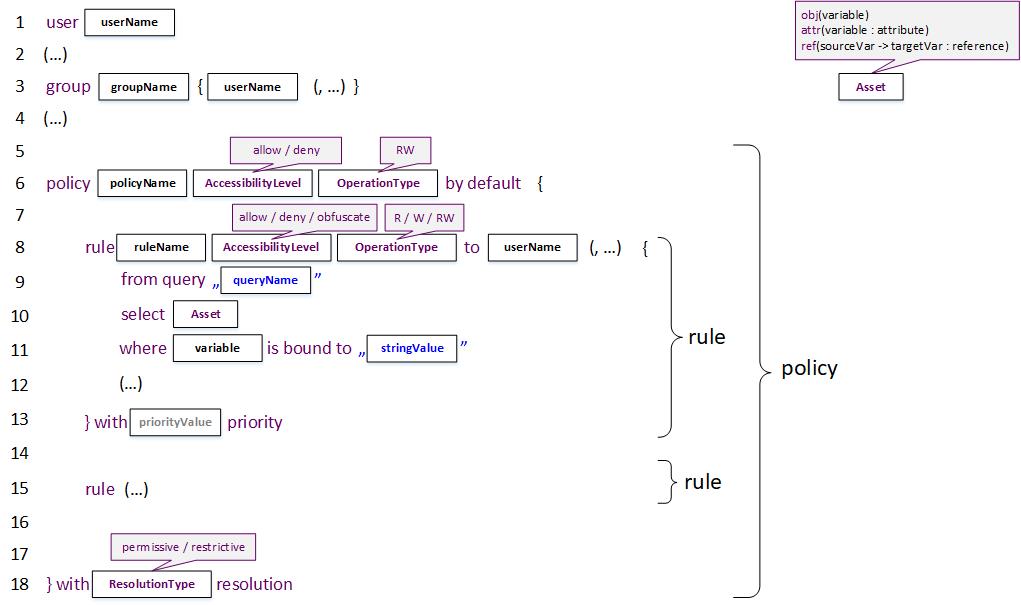 1 user userName
obj(variable)
attr(variable : attribute)
ref(sourceVar -> targetVar : reference)
2 (...)
3 group groupName { userName (, ...) }
Asset
4 (...)
5
allow / deny RW
6 policy policyName AccessibilityLevel OperationType by default {
7
allow / deny / obfuscate R / W / RW
8 rule ruleName AccessibilityLevel OperationType to userName (, ...) {
9 from query „ queryName ”
10 select Asset
11 where variable is bound to „ stringValue ”
rule
policy
12 (...)
13 } with priorityValue priority
14
15 rule (...)
rule
16
17
permissive / restrictive
18 } with ResolutionType resolution